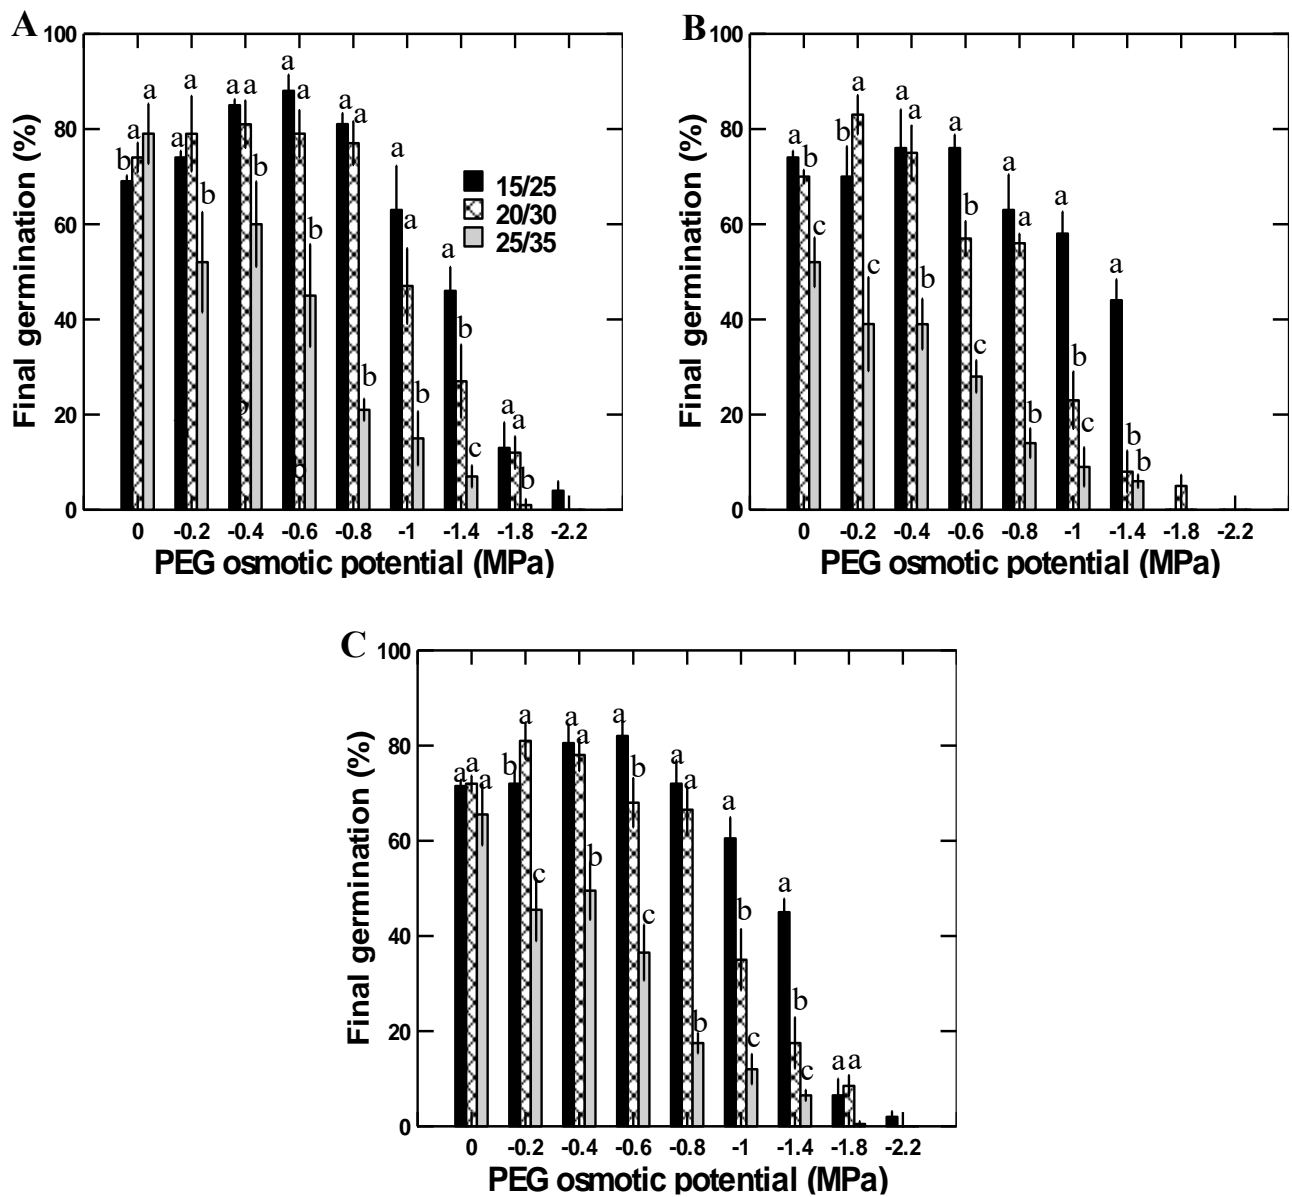 A
100
80
60
40
20
0
Final germination (%)
b a a
a a b
a a b
a a b
a a b
a a b
a b c
a a b
b
b
15/25
20/30
25/35
0 -0.2 -0.4 -0.6 -0.8 -1 -1.4 -1.8 -2.2
PEG osmotic potential (MPa)
B
100
80
60
40
20
0
Final germination (%)
a b c
b a c
a a b
a b c
a a b
a b c
a b b
0 -0.2 -0.4 -0.6 -0.8 -1 -1.4 -1.8 -2.2
PEG osmotic potential (MPa)
C
100
80
60
40
20
0
Final germination (%)
a a a
b a c
a a b
a b c
a a b
a b c
a b c
a a
0 -0.2 -0.4 -0.6 -0.8 -1 -1.4 -1.8 -2.2
PEG osmotic potential (MPa)